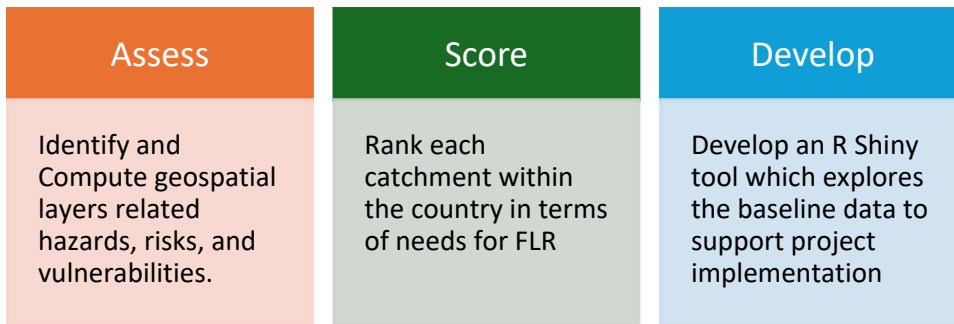 Assess
Identify and
Compute geospatial
layers related
hazards, risks, and
vulnerabilities.
Score
Rank each
catchment within
the country in terms
of needs for FLR
Develop
Develop an R Shiny
tool which explores
the baseline data to
support project
implementation